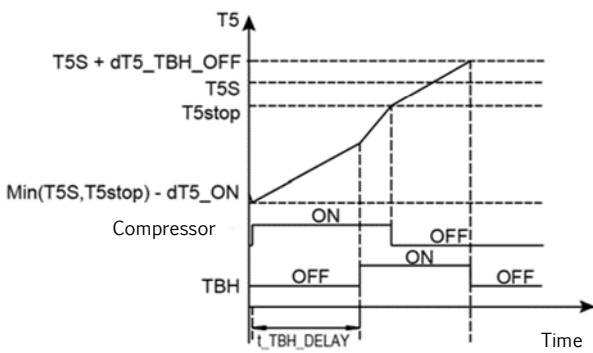 T5
T5S + dT5_TBH_OFF
T5S
T5stop
Min(T5S,T5stop) - dT5_ON
Compressor
ON
OFF
TBH
OFF
ON
OFF
t_TBH_DELAY
Time